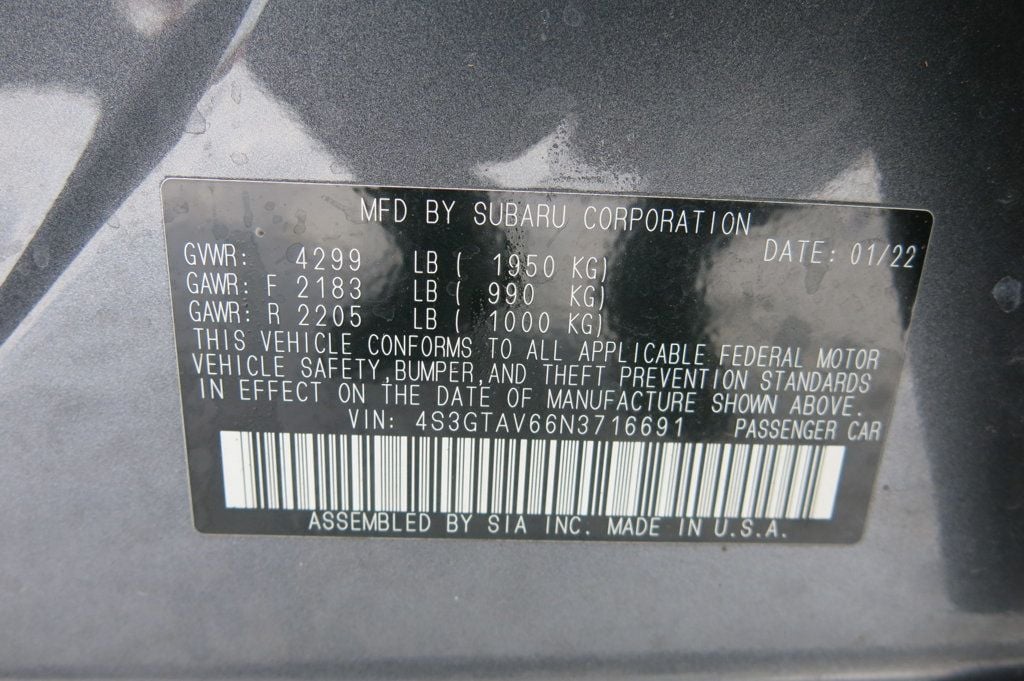 MFD BY SUBARU CORPORATION
DATE: 01/22
GVWR: 4299 LB ( 1950 KG)
GAWR: F 2183 LB ( 990 KG)
GAWR: R 2205 LB ( 1000 KG)
THIS VEHICLE CONFORMS TO ALL APPLICABLE FEDERAL MOTOR
VEHICLE SAFETY,BUMPER,AND THEFT PREVENTION STANDARDS
IN EFFECT ON THE DATE OF MANUFACTURE SHOWN ABOVE.
VIN: 4S3GTAV66N3716691 PASSENGER CAR
ASSEMBLED BY SIA INC. MADE IN U.S.A.